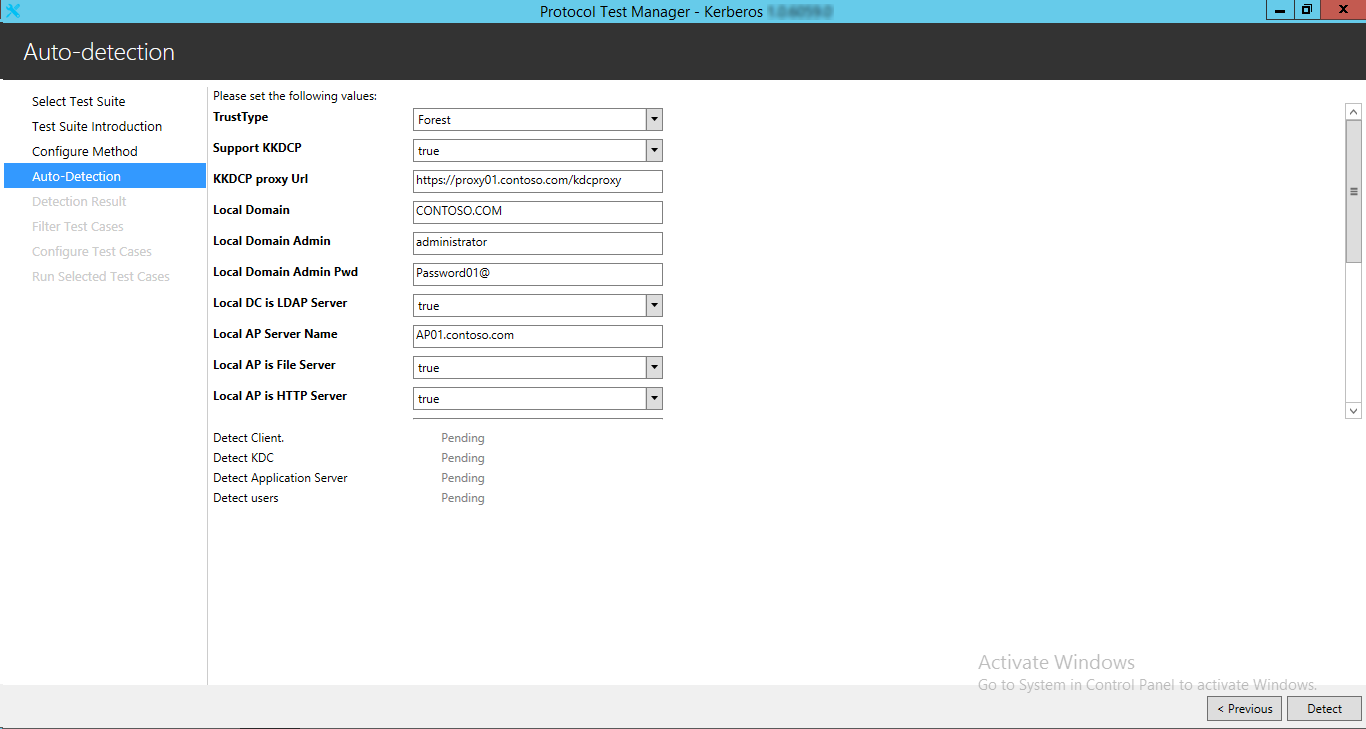 Protocol Test Manager - Kerberos
Auto-detection
Select Test Suite
Test Suite Introduction
Configure Method
Auto-Detection
Detection Result
Filter Test Cases
Configure Test Cases
Run Selected Test Cases
Please set the following values:
TrustType Forest
Support KKDCP true
KKDCP proxy Url https://proxy01.contoso.com/kdcproxy
Local Domain CONTOSO.COM
Local Domain Admin administrator
Local Domain Admin Pwd Password01@
Local DC is LDAP Server true
Local AP Server Name AP01.contoso.com
Local AP is File Server true
Local AP is HTTP Server true
Detect Client. Pending
Detect KDC Pending
Detect Application Server Pending
Detect users Pending
Activate Windows
Go to System in Control Panel to activate Windows.
< Previous Detect